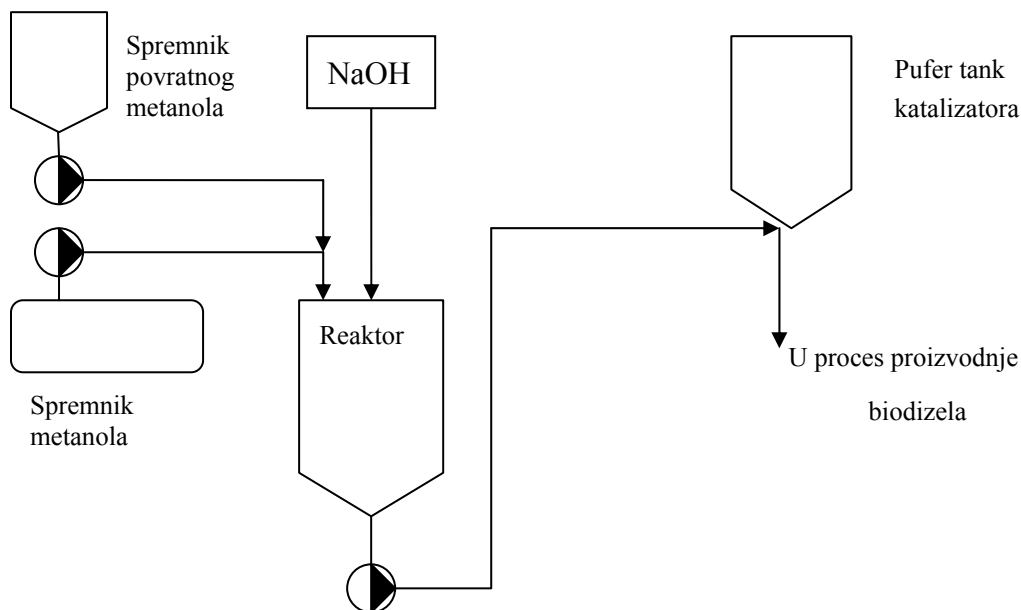 Spremnik
povratnog
metanola
NaOH
Pufer tank
katalizatora
Reaktor
U proces proizvodnje
biodizela
Spremnik
metanola